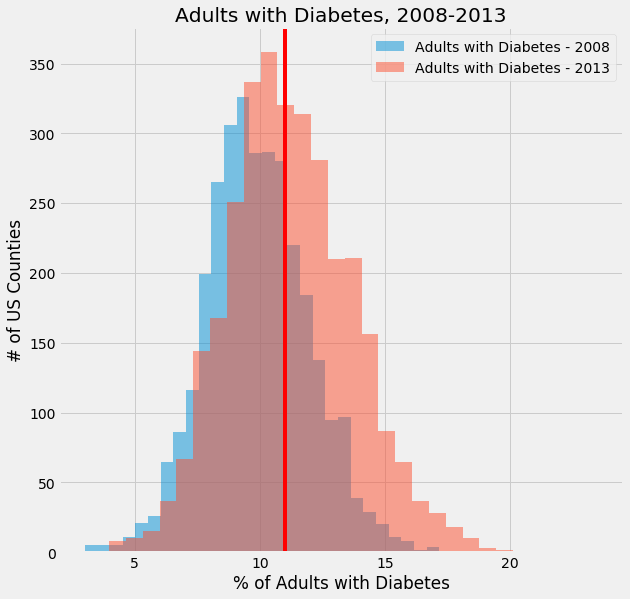 Adults with Diabetes, 2008-2013
Adults with Diabetes - 2008
Adults with Diabetes - 2013
# of US Counties
350
300
250
200
150
100
50
0
5
10
15
20
% of Adults with Diabetes